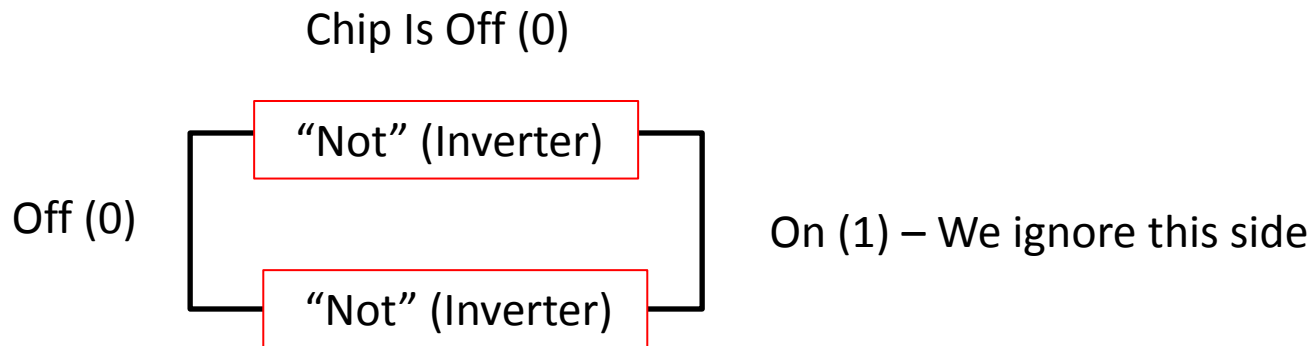 Chip Is Off (0)
“Not” (Inverter)
Off (0)
On (1) – We ignore this side
“Not” (Inverter)